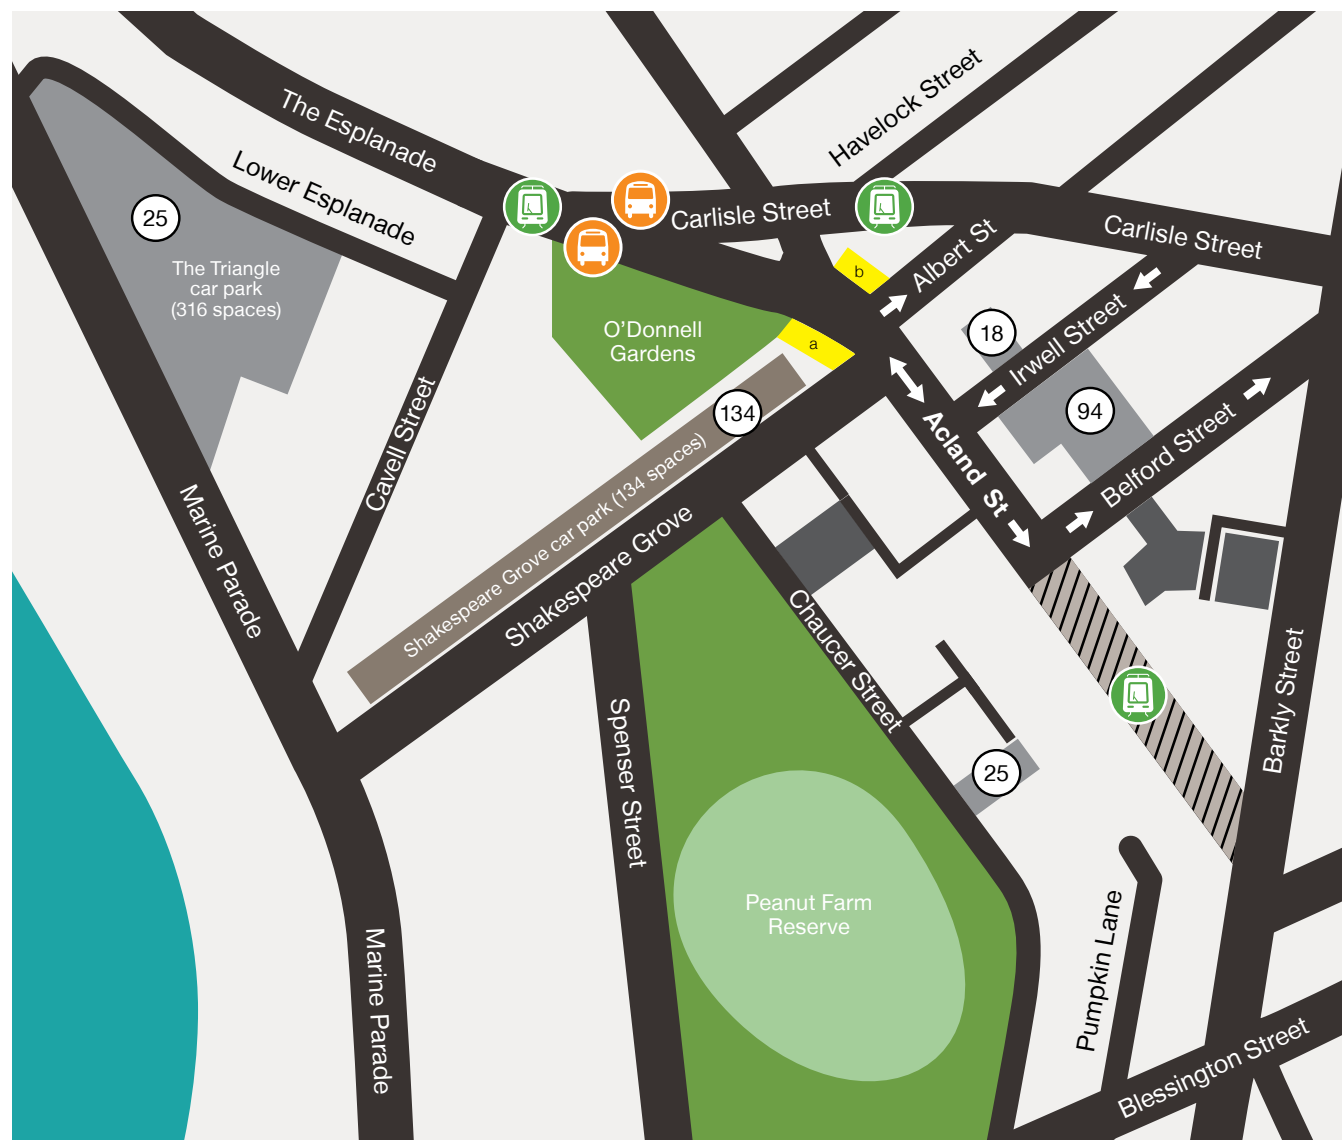 Havelock Street
The Esplanade
Lower Esplanade
Carlisle Street
Carlisle Street
25
The Triangle
car park
(316 spaces)
b
Albert St
O'Donnell
Gardens
a
18
Irwell Street
134
94
Cavell Street
Acland St
Belford Street
Shakespeare Grove car park (134 spaces)
Marine Parade
Shakespeare Grove
Chaucer Street
Spenser Street
Barkly Street
25
Peanut Farm
Reserve
Pumpkin Lane
Marine Parade
Blessington Street